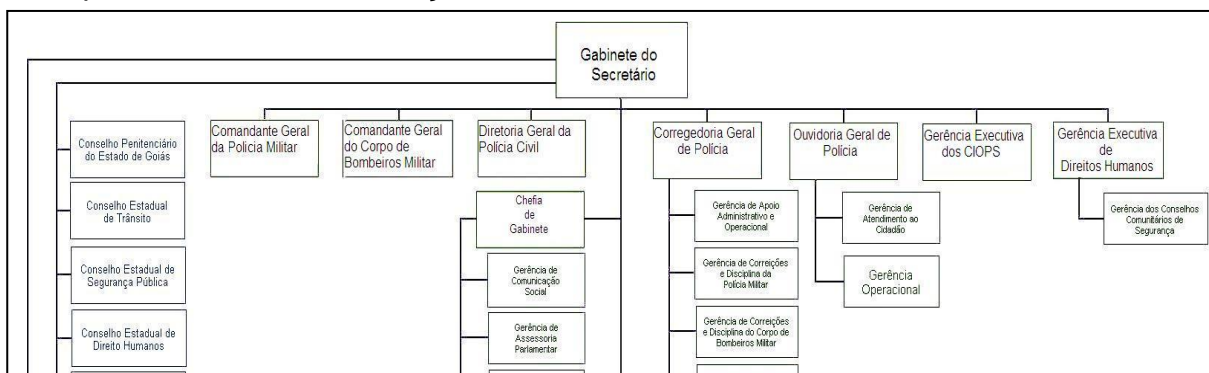 Gabinete do
Secretário
Conselho Penitenciário
do Estado de Goiás
Comandante Geral
da Policia Militar
Comandante Geral
do Corpo de
Bombeiros Militar
Diretoria Geral da
Polícia Civil
Corregedoria Geral
de Polícia
Ouvidoria Geral de
Polícia
Gerência Executiva
dos CIOPS
Gerência Executiva
de
Direitos Humanos
Conselho Estadual
de Trânsito
Chefia
de
Gabinete
Gerência de Apoio
Administrativo e
Operacional
Gerência de
Atendimento ao
Cidadão
Gerência dos Conselhos
Comunitários de
Segurança
Conselho Estadual de
Segurança Pública
Gerência de
Comunicação
Social
Gerência de Correições
e Disciplina da
Polícia Militar
Gerência
Operacional
Conselho Estadual de
Direito Humanos
Gerência de
Assessoria
Parlamentar
Gerência de Correições
e Disciplina do Corpo de
Bombeiros Militar